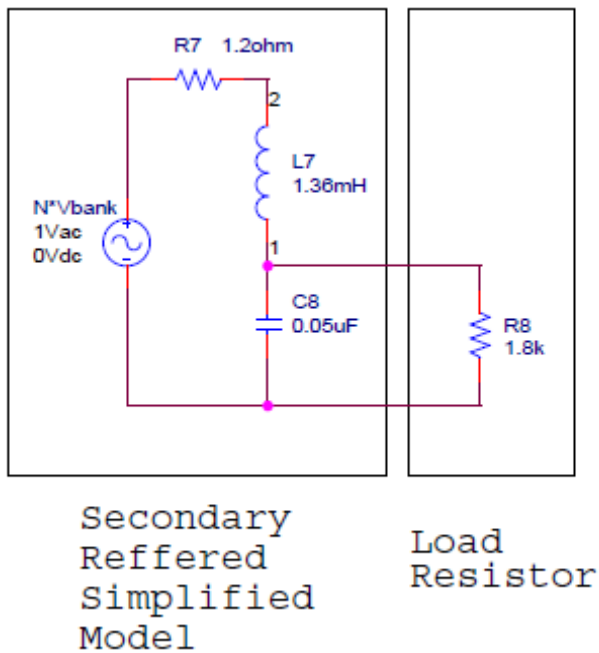 R7 1.2ohm
2
L7
1.36mH
N*Vbank
1Vac
0Vdc
1
C8
0.05uF
R8
1.8k
Secondary
Reffered
Simplified
Model
Load
Resistor